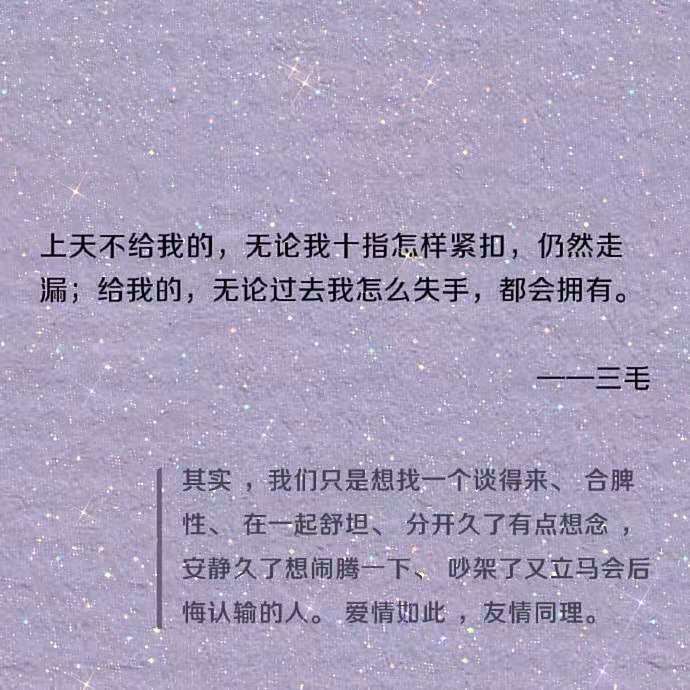 上天不给我的，无论我十指怎样紧扣，仍然走
漏；给我的，无论过去我怎么失手，都会拥有。
——三毛
其实 ，我们只是想找一个谈得来、 合脾
性、 在一起舒坦、 分开久了有点想念 ，
安静久了想闹腾一下、 吵架了又立马会后
悔认输的人。 爱情如此 ，友情同理。